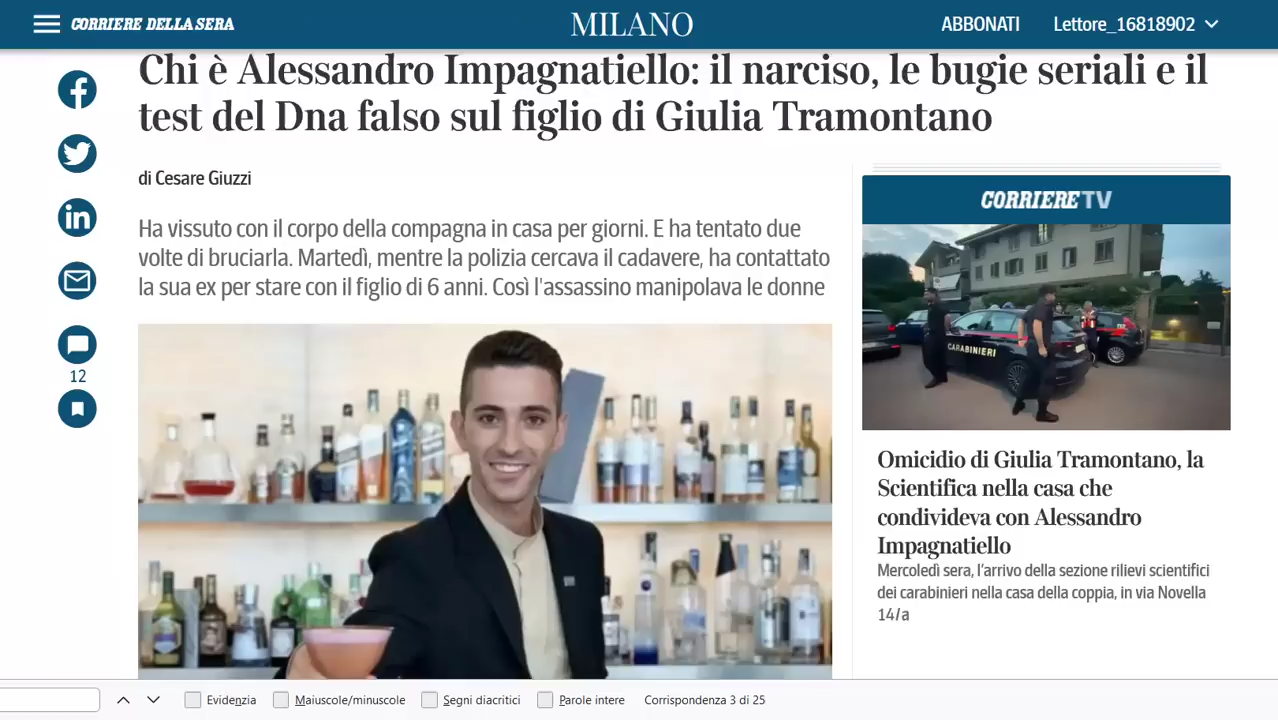 CORRIERE DELLA SERA
MILANO
ABBONATI
Lettore_16818902
Chi è Alessandro Impagnatiello: il narciso, le bugie seriali e il
test del Dna falso sul figlio di Giulia Tramontano
di Cesare Giuzzi
Ha vissuto con il corpo della compagna in casa per giorni. E ha tentato due
volte di bruciarla. Martedì, mentre la polizia cercava il cadavere, ha contattato
la sua ex per stare con il figlio di 6 anni. Così l'assassino manipolava le donne
12
CORRIERE TV
CARABINIERI
Omicidio di Giulia Tramontano, la
Scientifica nella casa che
condivideva con Alessandro
Impagnatiello
Mercoledì sera, l'arrivo della sezione rilievi scientifici
dei carabinieri nella casa della coppia, in via Novella
14/a
Evidenzia
Maiuscole/minuscole
Segni diacritici
Parole intere
Corrispondenza 3 di 25